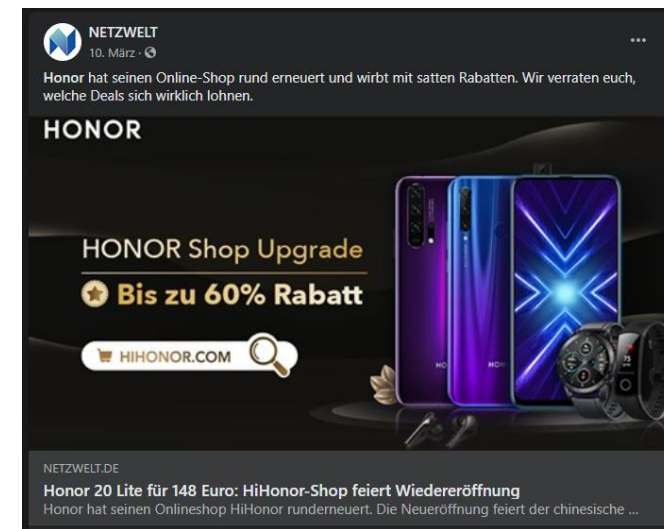 NETZWELT
10. März ·
Honor hat seinen Online-Shop rund erneuert und wirbt mit satten Rabatten. Wir verraten euch,
welche Deals sich wirklich lohnen.
HONOR
HONOR Shop Upgrade
Bis zu 60% Rabatt
HIHONOR.COM
NETZWELT.DE
Honor 20 Lite für 148 Euro: HiHonor-Shop feiert Wiedereröffnung
Honor hat seinen Onlineshop HiHonor runderneuert. Die Neueröffnung feiert der chinesische ...